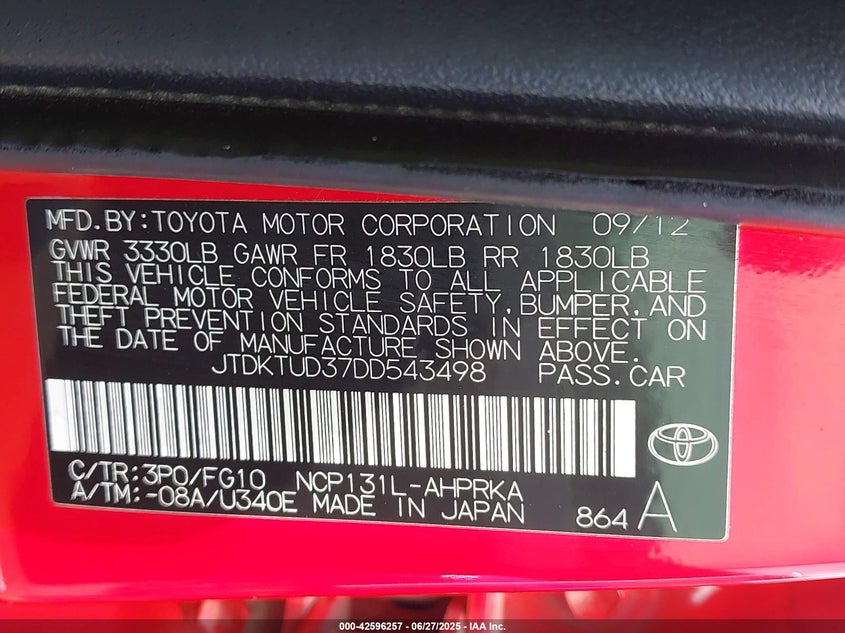 MFD.BY:TOYOTA MOTOR CORPORATION 09/12
GVWR 3330LB GAWR FR 1830LB RR 1830LB
THIS VEHICLE CONFORMS TO ALL APPLICABLE
FEDERAL MOTOR VEHICLE SAFETY,BUMPER,AND
THEFT PREVENTION STANDARDS IN EFFECT ON
THE DATE OF MANUFACTURE SHOWN ABOVE.
JTDKTUD37DD543498 PASS.CAR
C/TR:3P0/FG10 NCP131L-AHPRKA
A/TM:-08A/U340E MADE IN JAPAN 864 A
000-42596257 - 06/27/2025 - IAA Inc.